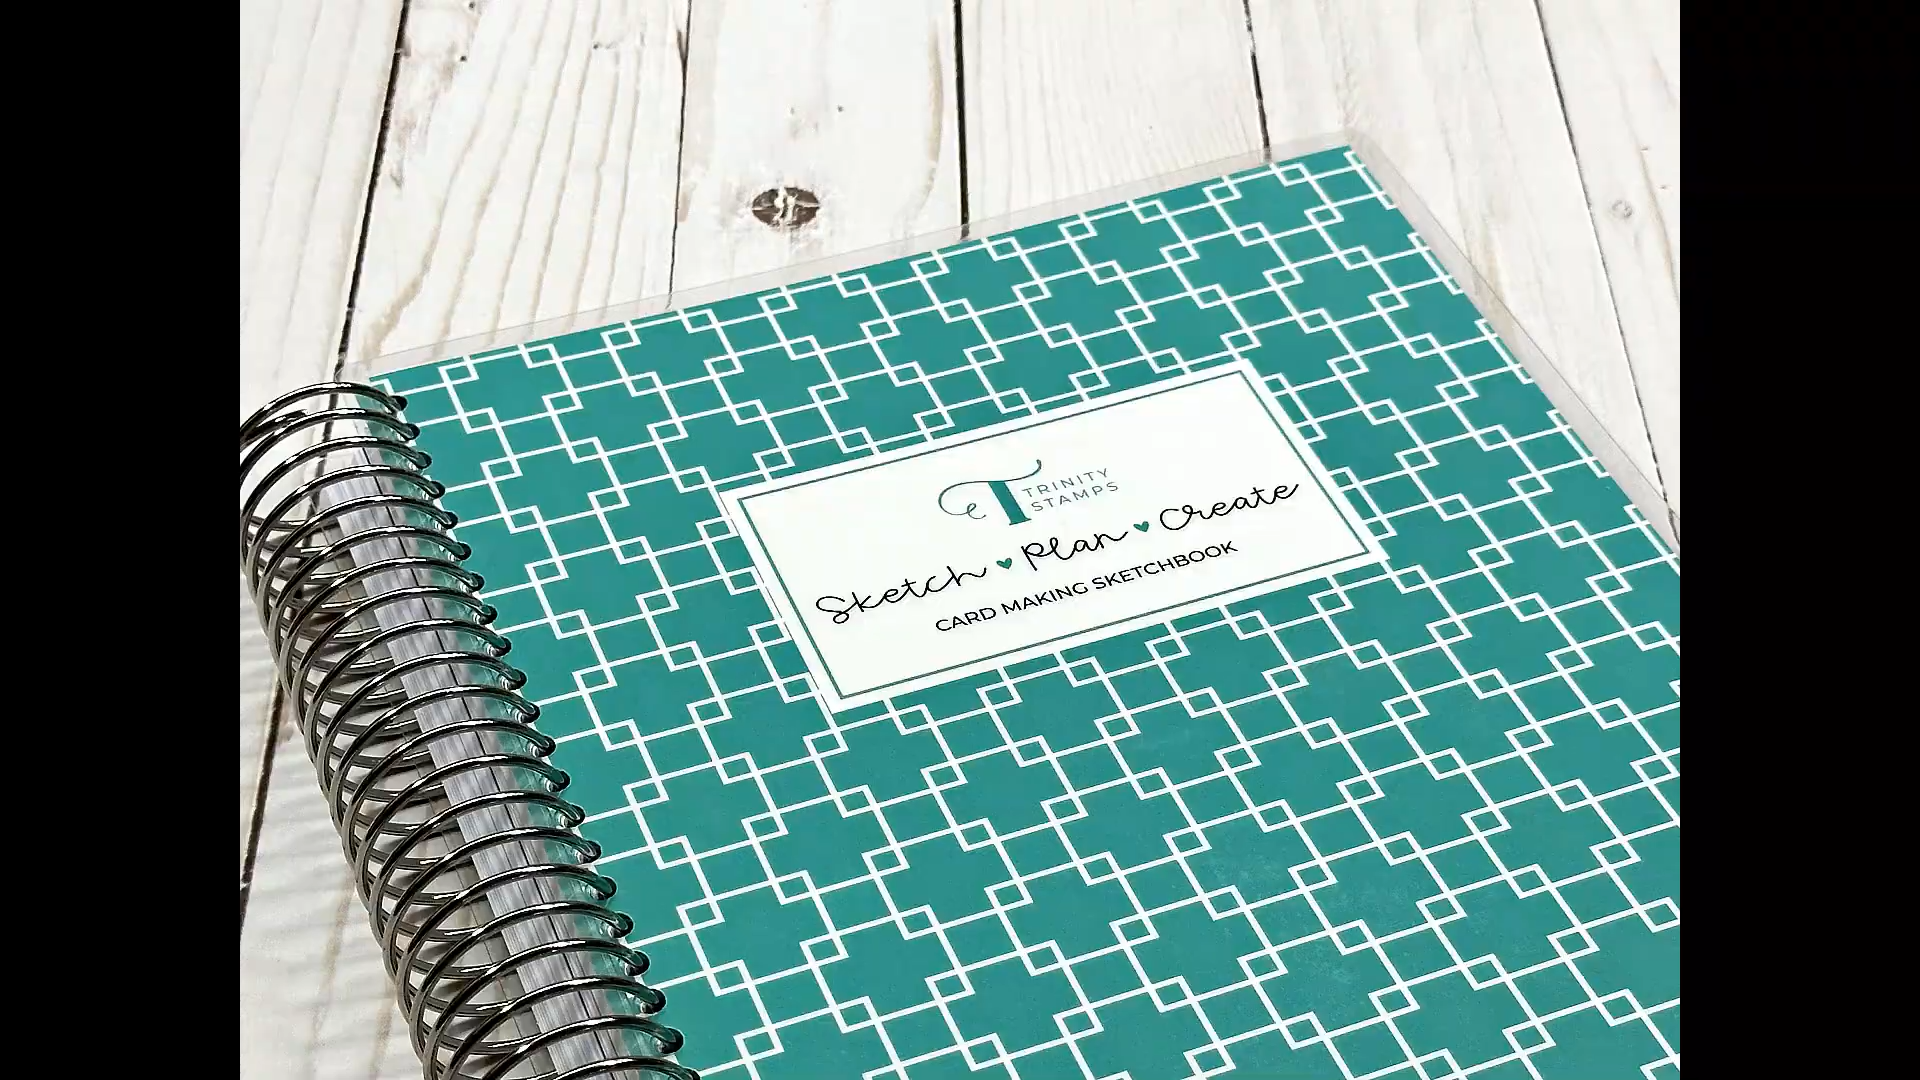 TRINITY
STAMPS
Sketch ♥ Plan ♥ Create
CARD MAKING SKETCHBOOK